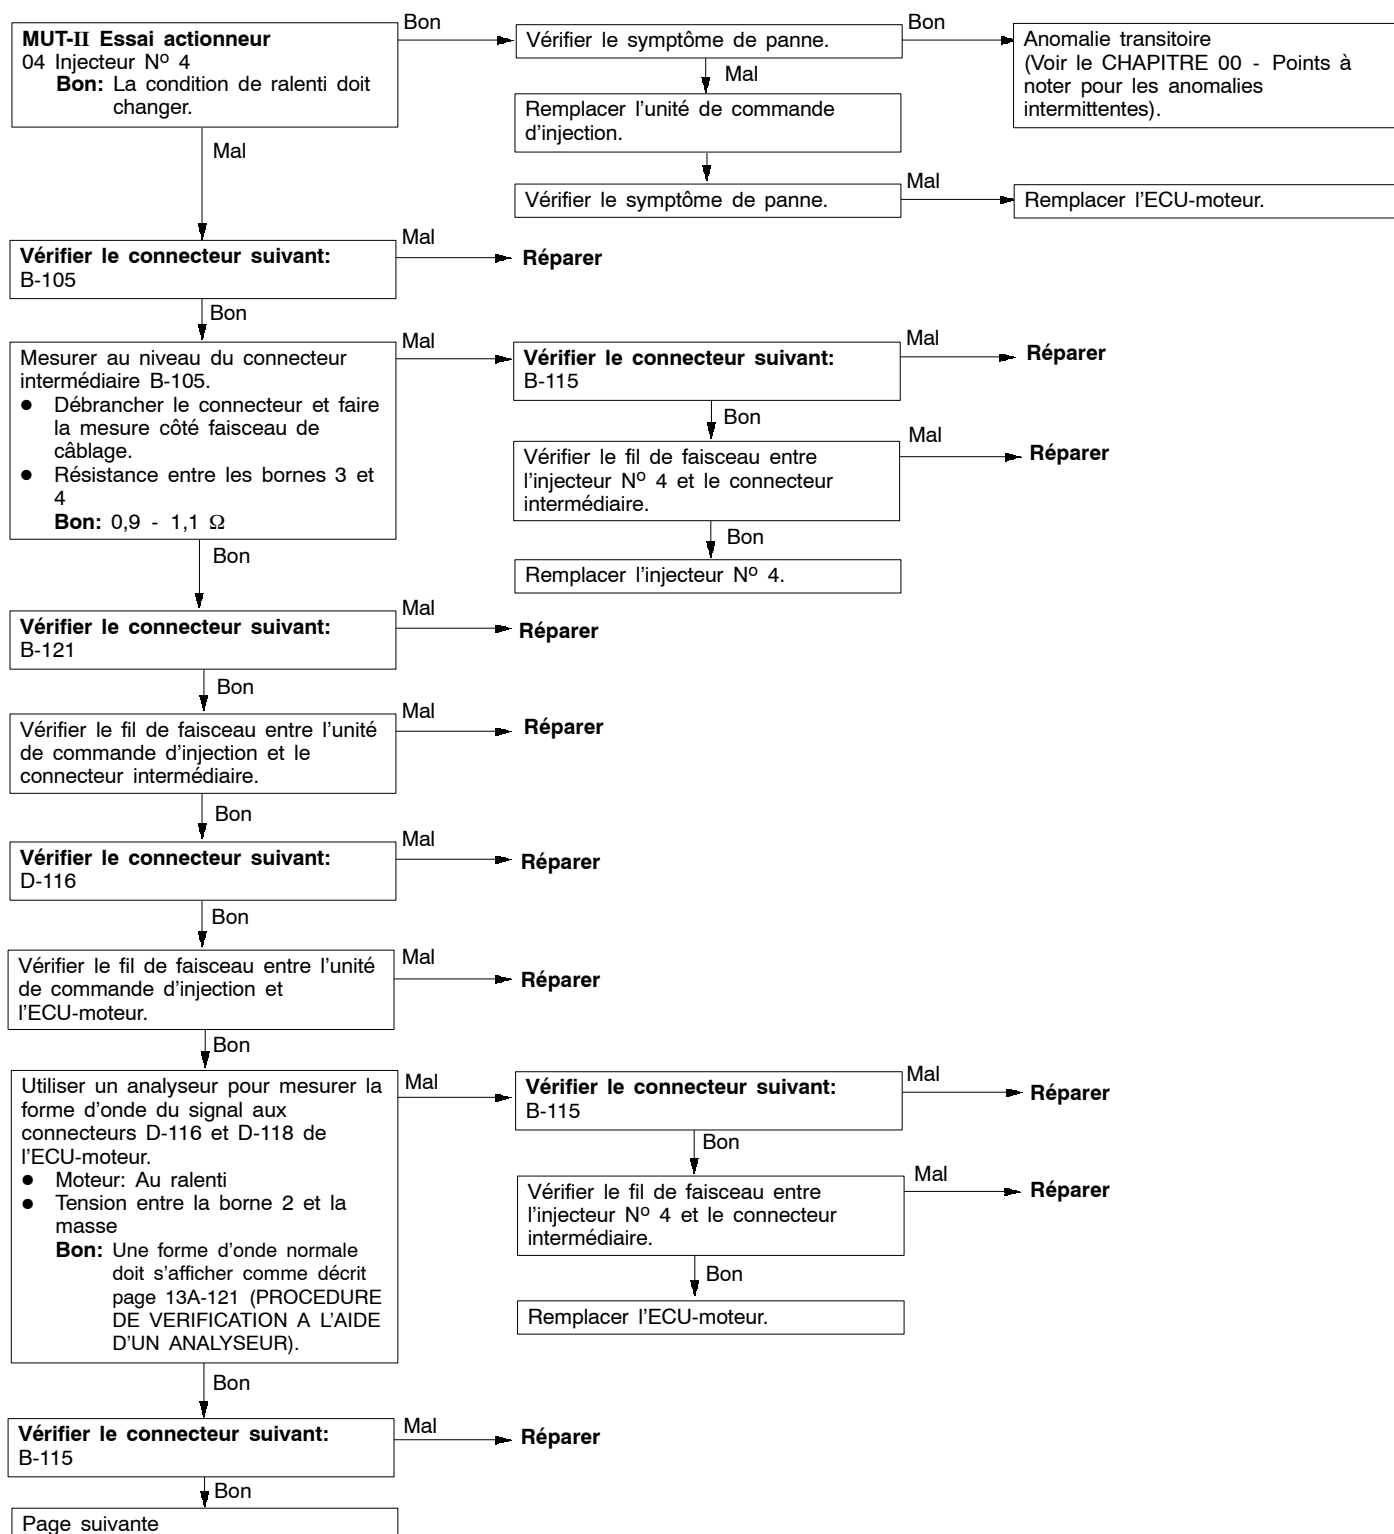 MUT-II Essai actionneur
04 Injecteur Nº 4
Bon: La condition de ralenti doit
changer.
Bon
Vérifier le symptôme de panne.
Bon
Anomalie transitoire
(Voir le CHAPITRE 00 - Points à
noter pour les anomalies
intermittentes).
Mal
Remplacer l'unité de commande
d'injection.
Mal
Vérifier le symptôme de panne.
Mal
Remplacer l'ECU-moteur.
Vérifier le connecteur suivant:
B-105
Mal
Réparer
Bon
Mesurer au niveau du connecteur
intermédiaire B-105.
● Débrancher le connecteur et faire
la mesure côté faisceau de
câblage.
● Résistance entre les bornes 3 et
4
Bon: 0,9 - 1,1 Ω
Mal
Vérifier le connecteur suivant:
B-115
Mal
Réparer
Bon
Vérifier le fil de faisceau entre
l'injecteur Nº 4 et le connecteur
intermédiaire.
Mal
Réparer
Bon
Remplacer l'injecteur Nº 4.
Bon
Vérifier le connecteur suivant:
B-121
Mal
Réparer
Bon
Vérifier le fil de faisceau entre l'unité
de commande d'injection et le
connecteur intermédiaire.
Mal
Réparer
Bon
Vérifier le connecteur suivant:
D-116
Mal
Réparer
Bon
Vérifier le fil de faisceau entre l'unité
de commande d'injection et
l'ECU-moteur.
Mal
Réparer
Bon
Utiliser un analyseur pour mesurer la
forme d'onde du signal aux
connecteurs D-116 et D-118 de
l'ECU-moteur.
● Moteur: Au ralenti
● Tension entre la borne 2 et la
masse
Bon: Une forme d'onde normale
doit s'afficher comme décrit
page 13A-121 (PROCEDURE
DE VERIFICATION A L'AIDE
D'UN ANALYSEUR).
Mal
Vérifier le connecteur suivant:
B-115
Mal
Réparer
Bon
Vérifier le fil de faisceau entre
l'injecteur Nº 4 et le connecteur
intermédiaire.
Mal
Réparer
Bon
Remplacer l'ECU-moteur.
Bon
Vérifier le connecteur suivant:
B-115
Mal
Réparer
Bon
Page suivante